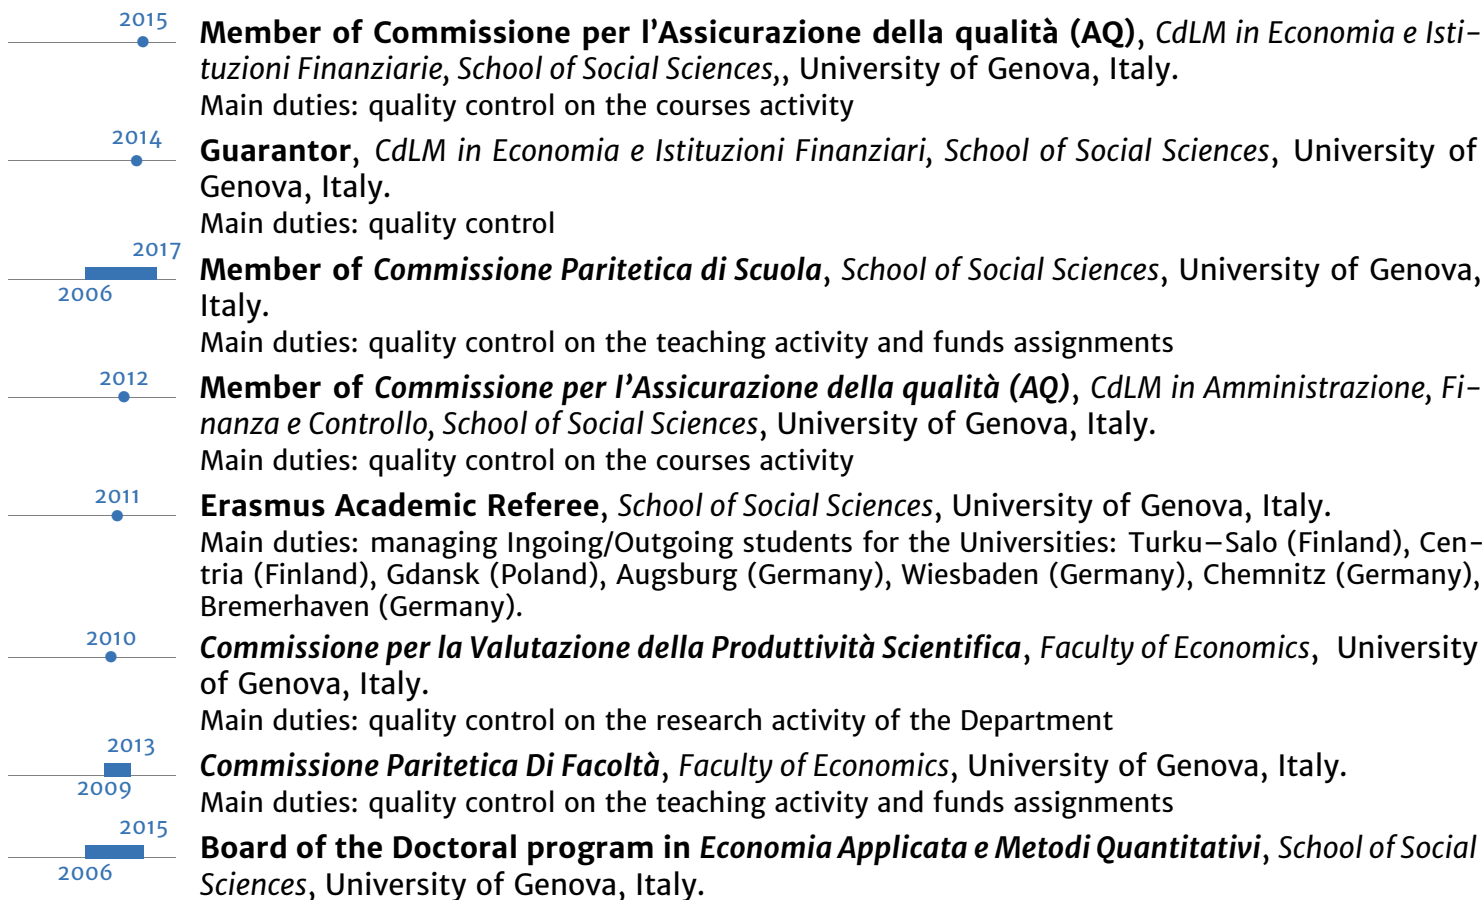 2015
Member of Commissione per l’Assicurazione della qualità (AQ), CdLM in Economia e Isti-
tuzioni Finanziarie, School of Social Sciences,, University of Genova, Italy.
Main duties: quality control on the courses activity
2014
Guarantor, CdLM in Economia e Istituzioni Finanziari, School of Social Sciences, University of
Genova, Italy.
Main duties: quality control
2017
2006
Member of Commissione Paritetica di Scuola, School of Social Sciences, University of Genova,
Italy.
Main duties: quality control on the teaching activity and funds assignments
2012
Member of Commissione per l’Assicurazione della qualità (AQ), CdLM in Amministrazione, Fi-
nanza e Controllo, School of Social Sciences, University of Genova, Italy.
Main duties: quality control on the courses activity
2011
Erasmus Academic Referee, School of Social Sciences, University of Genova, Italy.
Main duties: managing Ingoing/Outgoing students for the Universities: Turku–Salo (Finland), Cen-
tria (Finland), Gdansk (Poland), Augsburg (Germany), Wiesbaden (Germany), Chemnitz (Germany),
Bremerhaven (Germany).
2010
Commissione per la Valutazione della Produttività Scientifica, Faculty of Economics, University
of Genova, Italy.
Main duties: quality control on the research activity of the Department
2013
2009
Commissione Paritetica Di Facoltà, Faculty of Economics, University of Genova, Italy.
Main duties: quality control on the teaching activity and funds assignments
2015
2006
Board of the Doctoral program in Economia Applicata e Metodi Quantitativi, School of Social
Sciences, University of Genova, Italy.